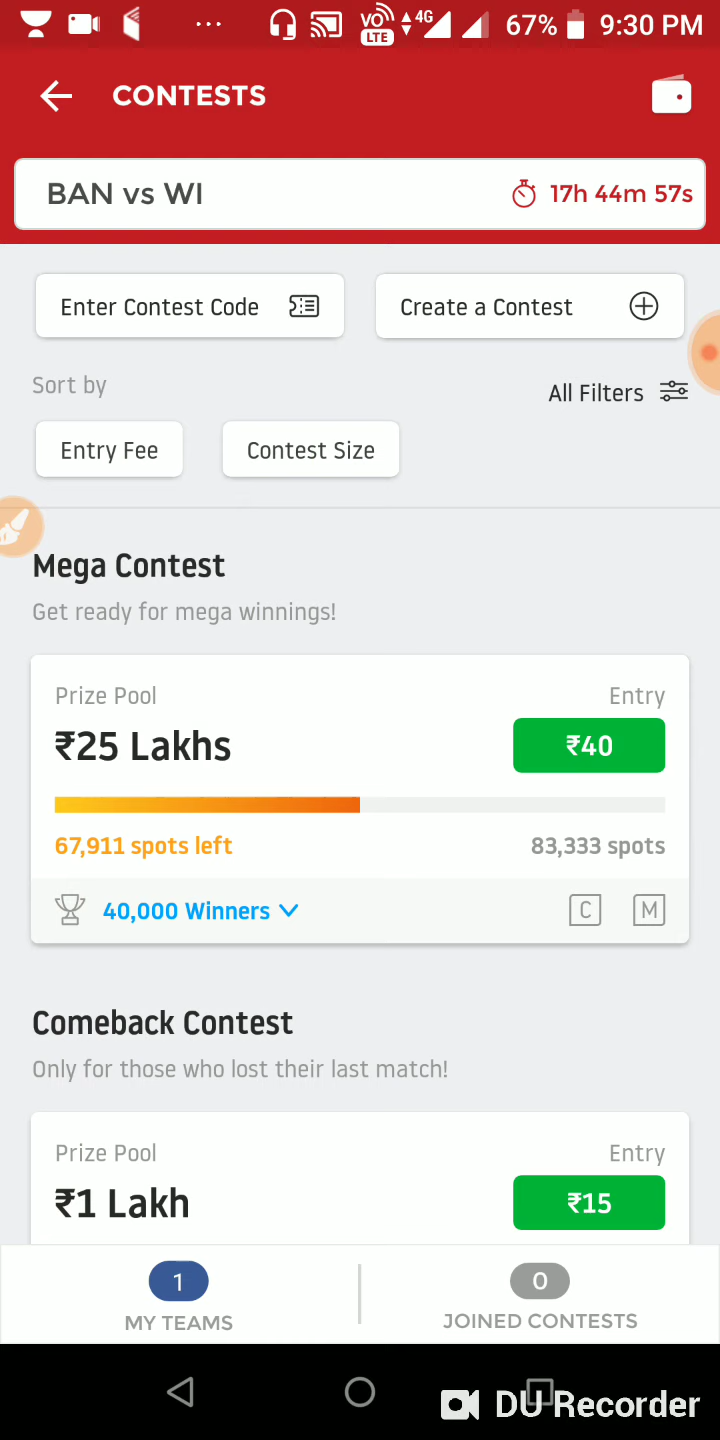 VO LTE 4G 67% 9:30 PM
CONTESTS
BAN vs WI 17h 44m 57s
Enter Contest Code Create a Contest
Sort by All Filters
Entry Fee Contest Size
Mega Contest
Get ready for mega winnings!
Prize Pool Entry
₹25 Lakhs ₹40
67,911 spots left 83,333 spots
40,000 Winners C M
Comeback Contest
Only for those who lost their last match!
Prize Pool Entry
₹1 Lakh ₹15
1 0
MY TEAMS JOINED CONTESTS
DU Recorder